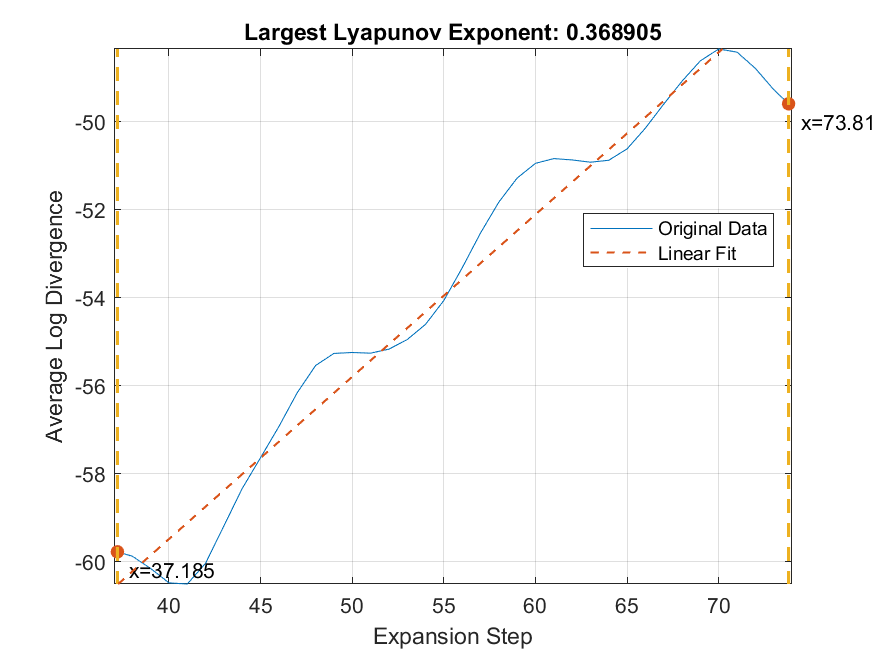 Largest Lyapunov Exponent: 0.368905
-50
x=73.81
-52
Original Data
Linear Fit
-54
Average Log Divergence
-56
-58
-60
x=37.185
40 45 50 55 60 65 70
Expansion Step